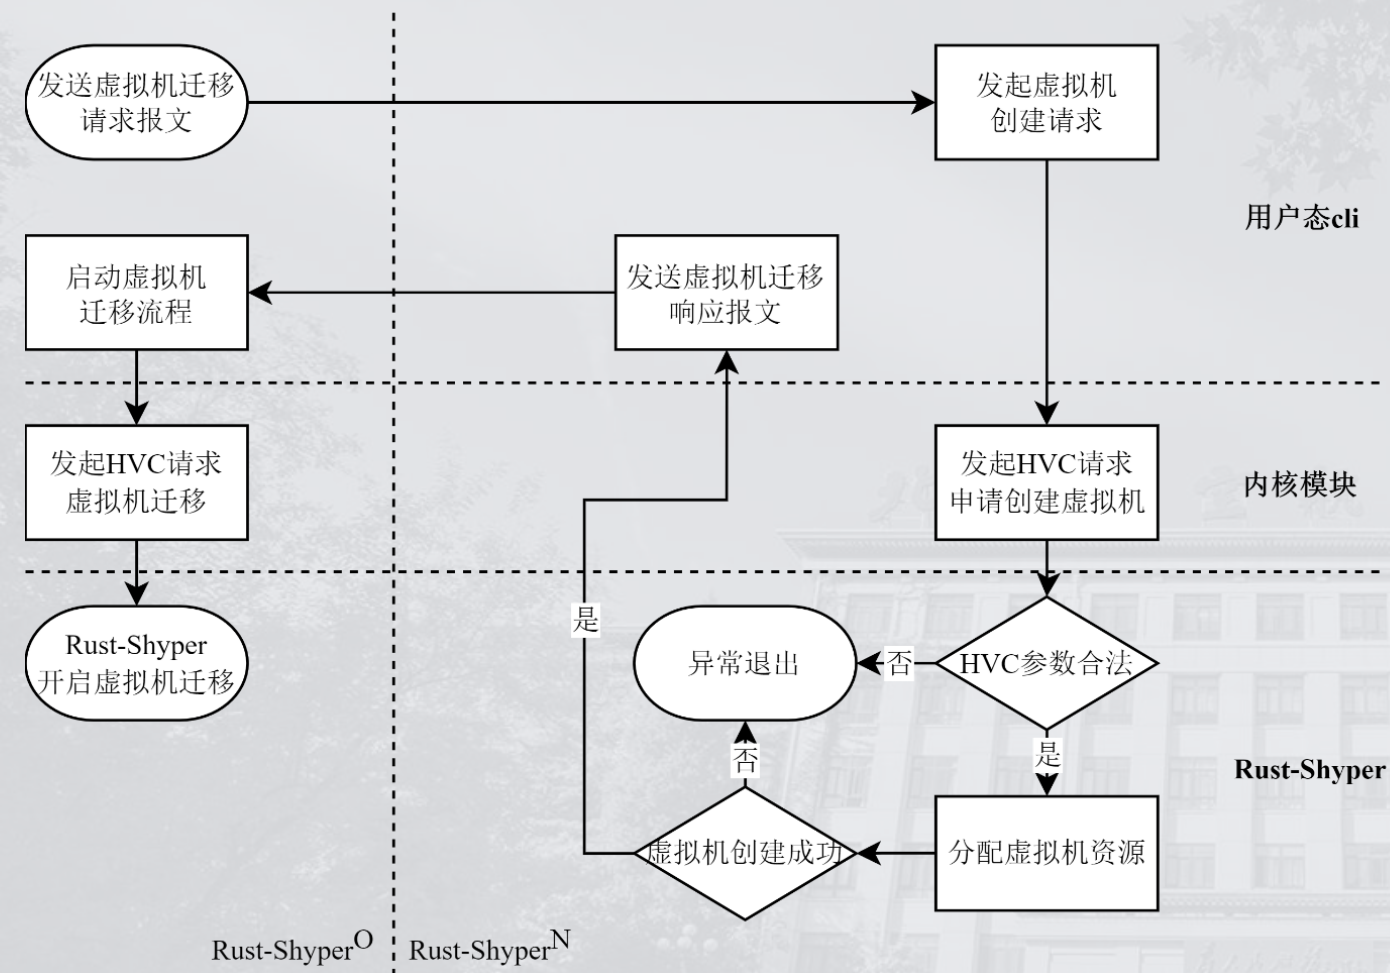 发送虚拟机迁移
请求报文
发起虚拟机
创建请求
用户态cli
启动虚拟机
迁移流程
发送虚拟机迁移
响应报文
发起HVC请求
虚拟机迁移
发起HVC请求
申请创建虚拟机
内核模块
是
Rust-Shyper
开启虚拟机迁移
异常退出
否
HVC参数合法
否
是
Rust-Shyper
虚拟机创建成功
分配虚拟机资源
Rust-Shyper^O
Rust-Shyper^N